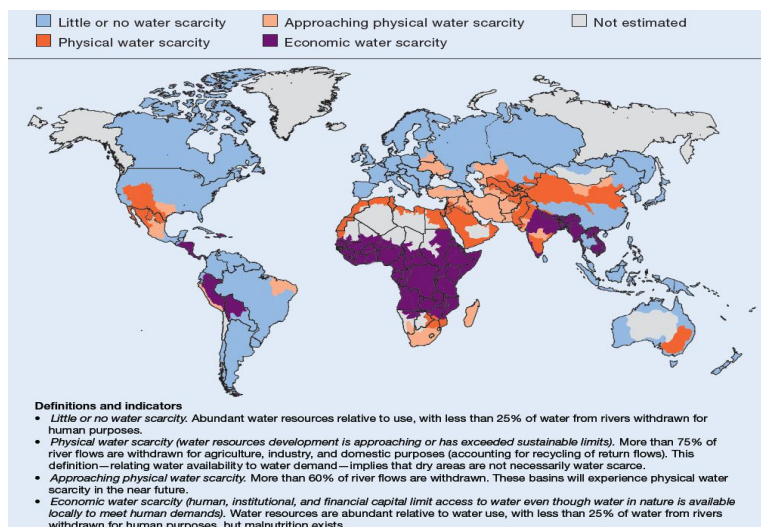 Little or no water scarcity
Approaching physical water scarcity
Not estimated
Physical water scarcity
Economic water scarcity
Definitions and indicators
• Little or no water scarcity. Abundant water resources relative to use, with less than 25% of water from rivers withdrawn for
human purposes.
• Physical water scarcity (water resources development is approaching or has exceeded sustainable limits). More than 75% of
river flows are withdrawn for agriculture, industry, and domestic purposes (accounting for recycling of return flows). This
definition—relating water availability to water demand—implies that dry areas are not necessarily water scarce.
• Approaching physical water scarcity. More than 60% of river flows are withdrawn. These basins will experience physical water
scarcity in the near future.
• Economic water scarcity (human, institutional, and financial capital limit access to water even though water in nature is available
locally to meet human demands). Water resources are abundant relative to water use, with less than 25% of water from rivers
withdrawn for human purposes, but malnutrition exists.